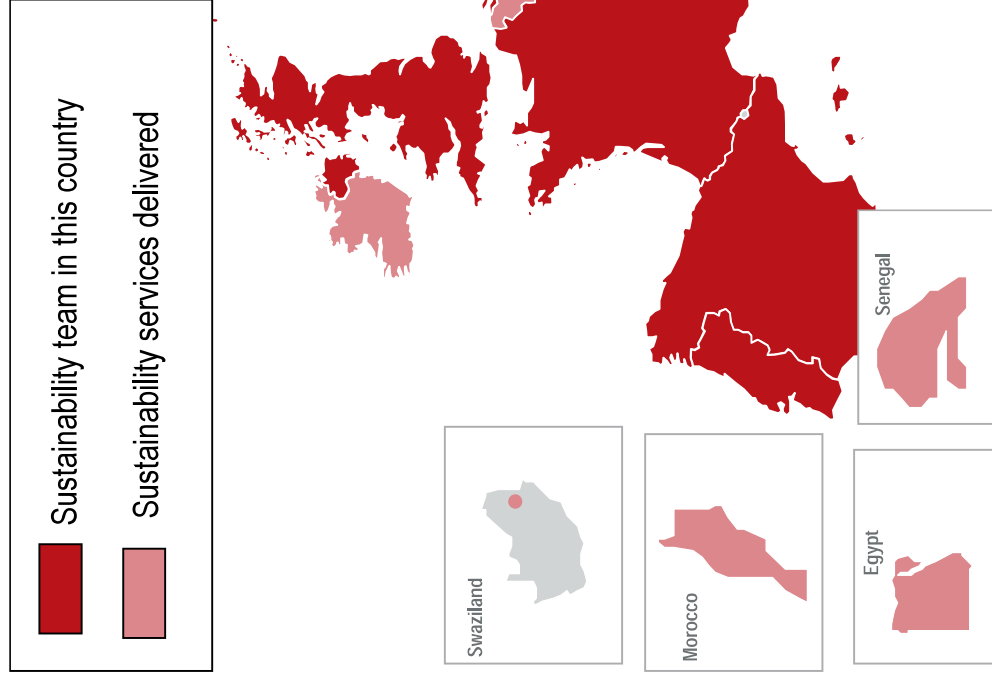 Sustainability team in this country
Sustainability services delivered
Swaziland
Morocco
Egypt
Senegal